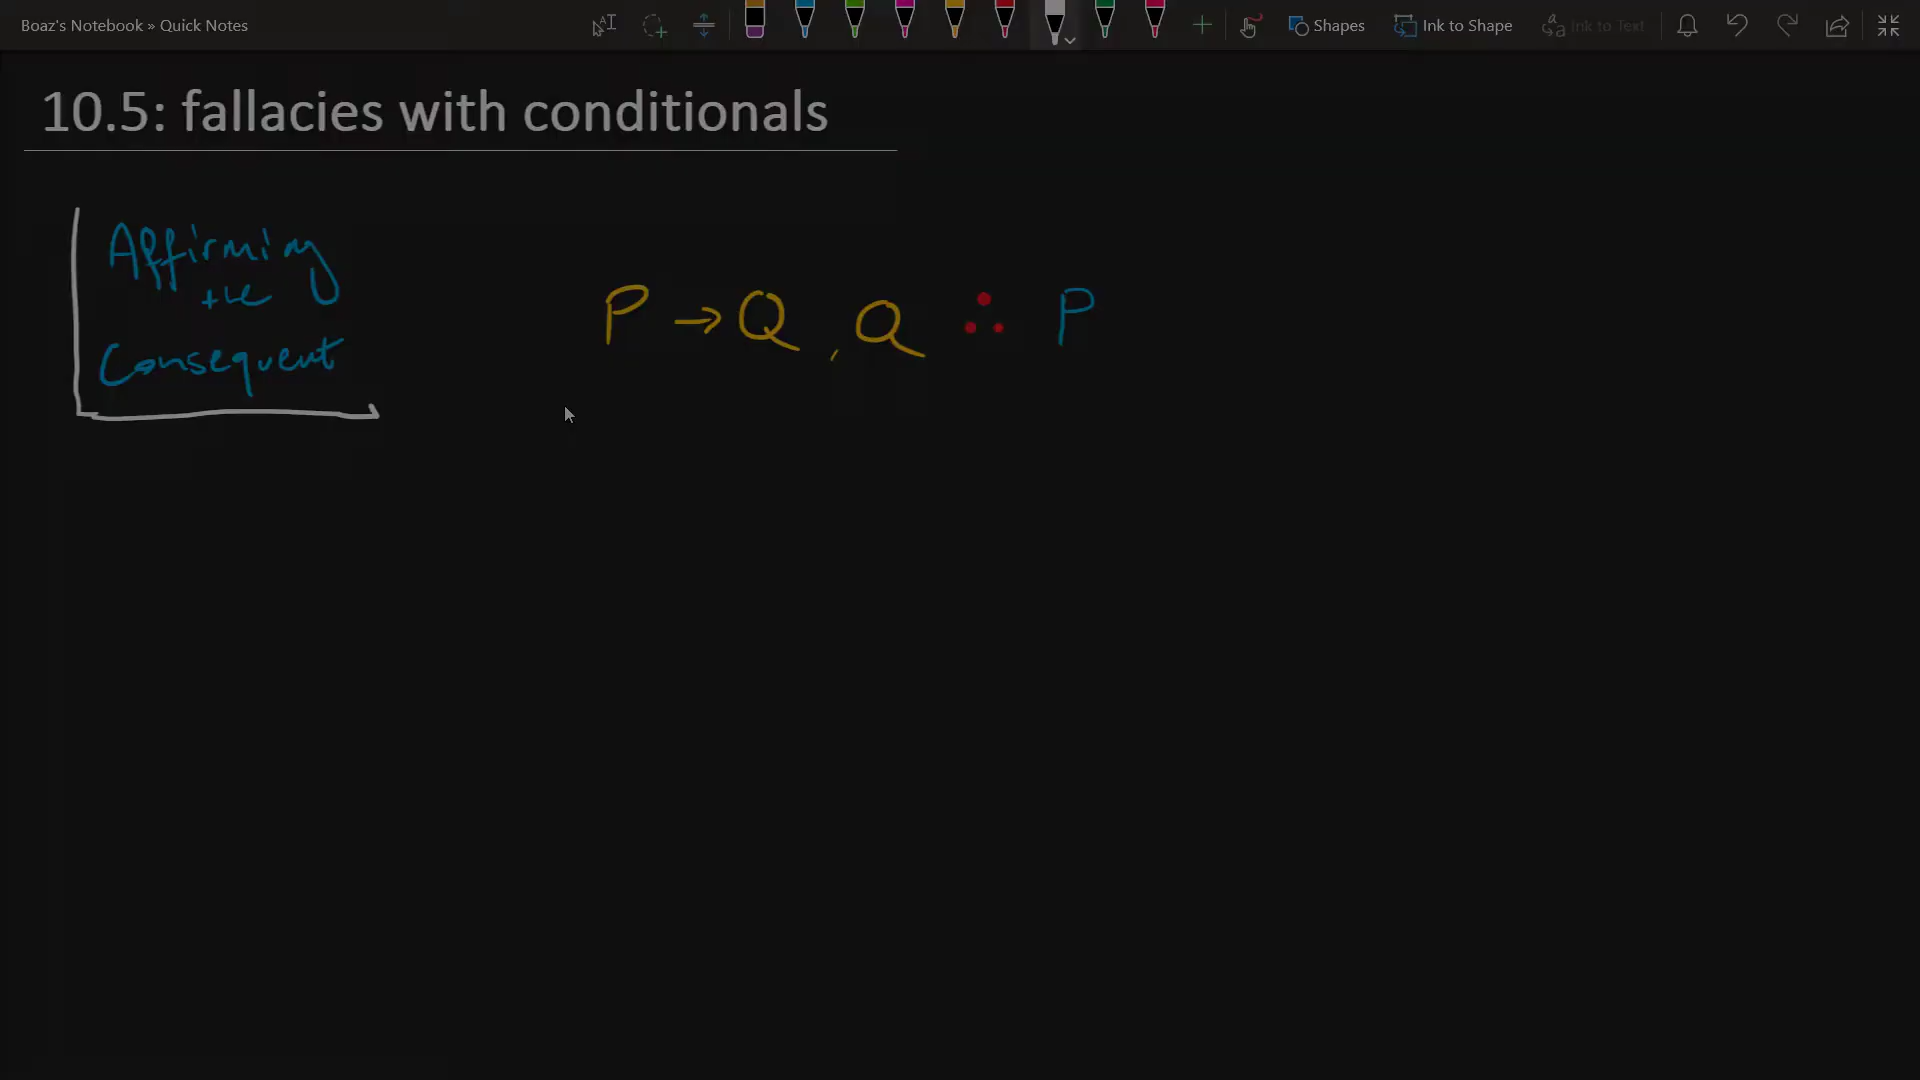 Boaz's Notebook » Quick Notes
Shapes
Ink to Shape
Ink to Text
10.5: fallacies with conditionals
Affirming
the
Consequent
P → Q, Q ∴ P